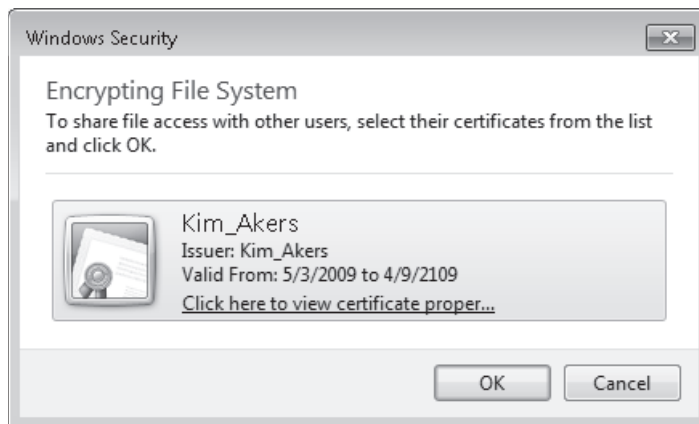 Windows Security
Encrypting File System
To share file access with other users, select their certificates from the list
and click OK.
Kim_Akers
Issuer: Kim_Akers
Valid From: 5/3/2009 to 4/9/2109
Click here to view certificate proper...
OK
Cancel